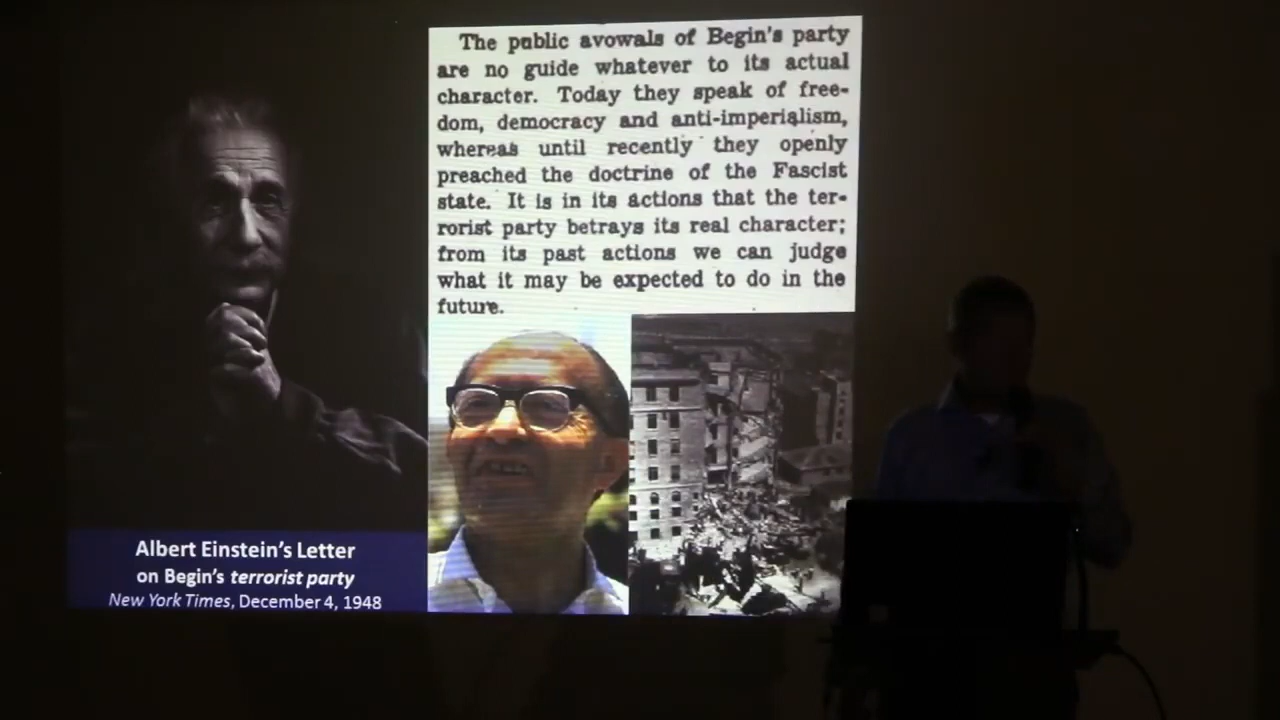 The public avowals of Begin's party
are no guide whatever to its actual
character. Today they speak of free-
dom, democracy and anti-imperialism,
whereas until recently they openly
preached the doctrine of the Fascist
state. It is in its actions that the ter-
rorist party betrays its real character;
from its past actions we can judge
what it may be expected to do in the
future.
Albert Einstein's Letter
on Begin's terrorist party
New York Times, December 4, 1948